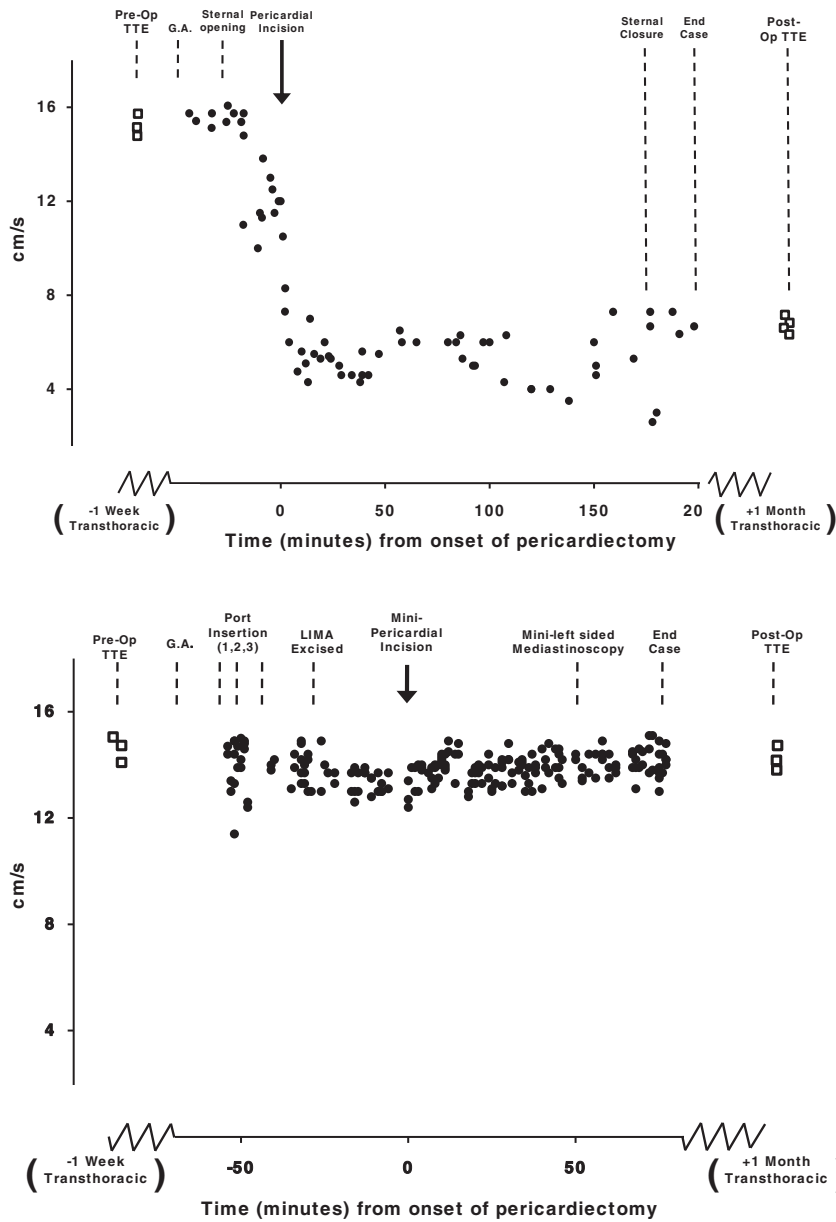 Pre-Op
TTE
G.A.
Sternal
opening
Pericardial
Incision
Sternal
Closure
End
Case
Post-
Op TTE
16
12
8
4
cm/s
0
50
100
150
20
( -1 Week
Transthoracic )
( +1 Month
Transthoracic )
Time (minutes) from onset of pericardiectomy
Pre-Op
TTE
G.A.
Port
Insertion
(1,2,3)
LIMA
Excised
Mini-
Pericardial
Incision
Mini-left sided
Mediastinoscopy
End
Case
Post-Op
TTE
16
12
8
4
cm/s
-50
0
50
( -1 Week
Transthoracic )
( +1 Month
Transthoracic )
Time (minutes) from onset of pericardiectomy